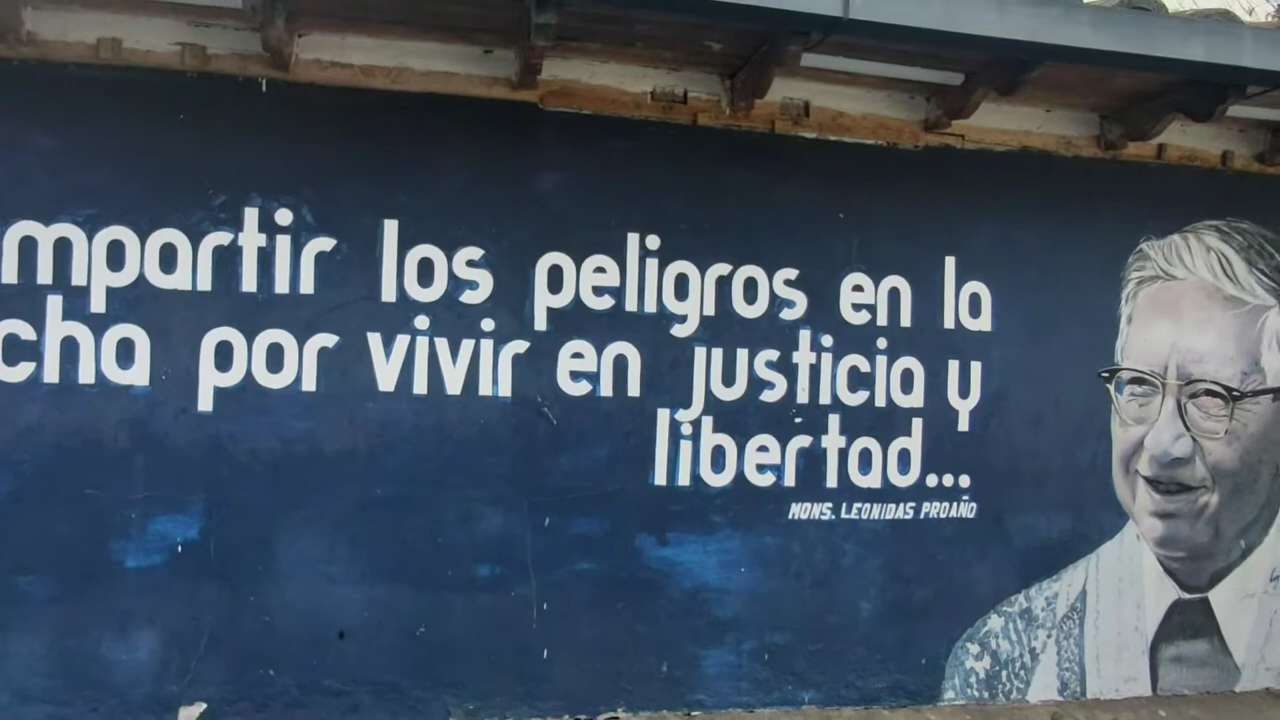 mpartir los peligros en la
cha por vivir en justicia y
libertad...
MONS. LEONIDAS PROAÑO